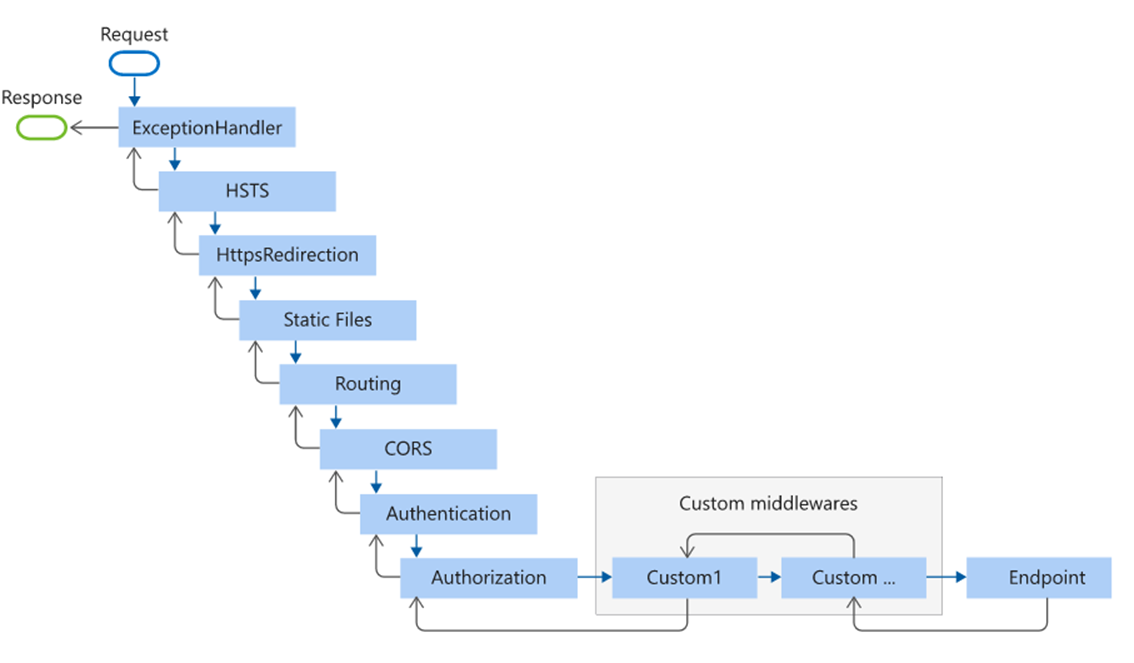 Request
Response
ExceptionHandler
HSTS
HttpsRedirection
Static Files
Routing
CORS
Authentication
Custom middlewares
Authorization
Custom1
Custom ...
Endpoint